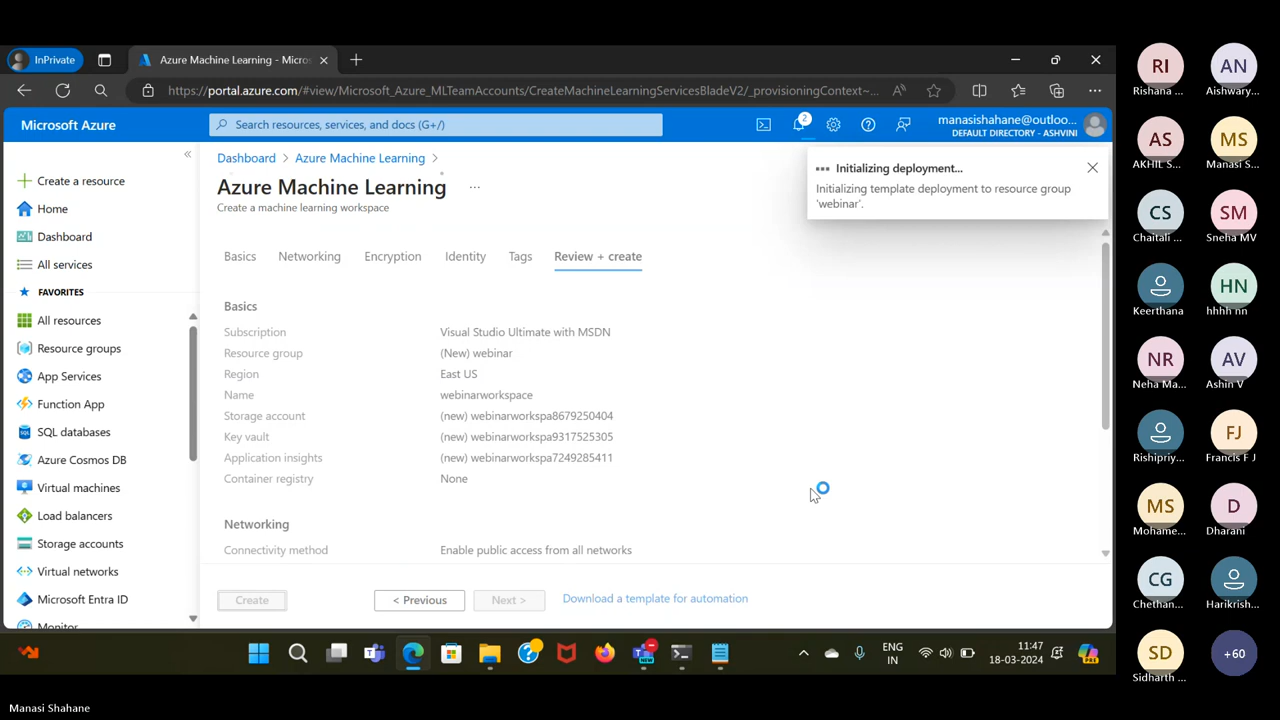 InPrivate
Azure Machine Learning - Micros
https://portal.azure.com/#view/Microsoft_Azure_MLTeamAccounts/CreateMachineLearningServicesBladeV2/_provisioningContext~...
Microsoft Azure
Search resources, services, and docs (G+/)
2
manasishahane@outloo...
DEFAULT DIRECTORY - ASHVINI
Create a resource
Home
Dashboard
All services
FAVORITES
All resources
Resource groups
App Services
Function App
SQL databases
Azure Cosmos DB
Virtual machines
Load balancers
Storage accounts
Virtual networks
Microsoft Entra ID
Monitor
Dashboard > Azure Machine Learning >
Azure Machine Learning ...
Create a machine learning workspace
Initializing deployment...
Initializing template deployment to resource group
'webinar'.
Basics Networking Encryption Identity Tags Review + create
Basics
Subscription Visual Studio Ultimate with MSDN
Resource group (New) webinar
Region East US
Name webinarworkspace
Storage account (new) webinarworkspa8679250404
Key vault (new) webinarworkspa9317525305
Application insights (new) webinarworkspa7249285411
Container registry None
Networking
Connectivity method Enable public access from all networks
Create < Previous Next > Download a template for automation
NEW
ENG
IN
11:47
18-03-2024
PRE
RI AN
Rishana ... Aishwary...
AS MS
AKHIL S... Manasi S...
CS SM
Chaitali ... Sneha MV
HN
Keerthana hhhh nn
NR AV
Neha Ma... Ashin V
FJ
Rishipriy... Francis F J
MS D
Mohame... Dharani
CG
Chethan... Harikrish...
SD +60
Sidharth ...
Manasi Shahane